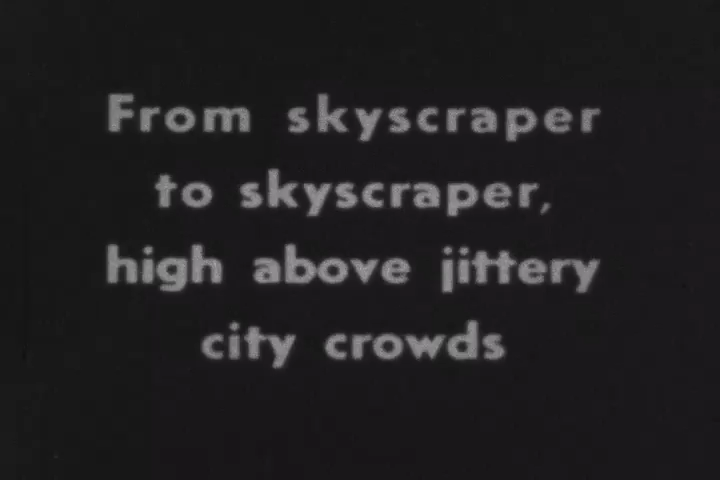 From skyscraper
to skyscraper,
high above jittery
city crowds